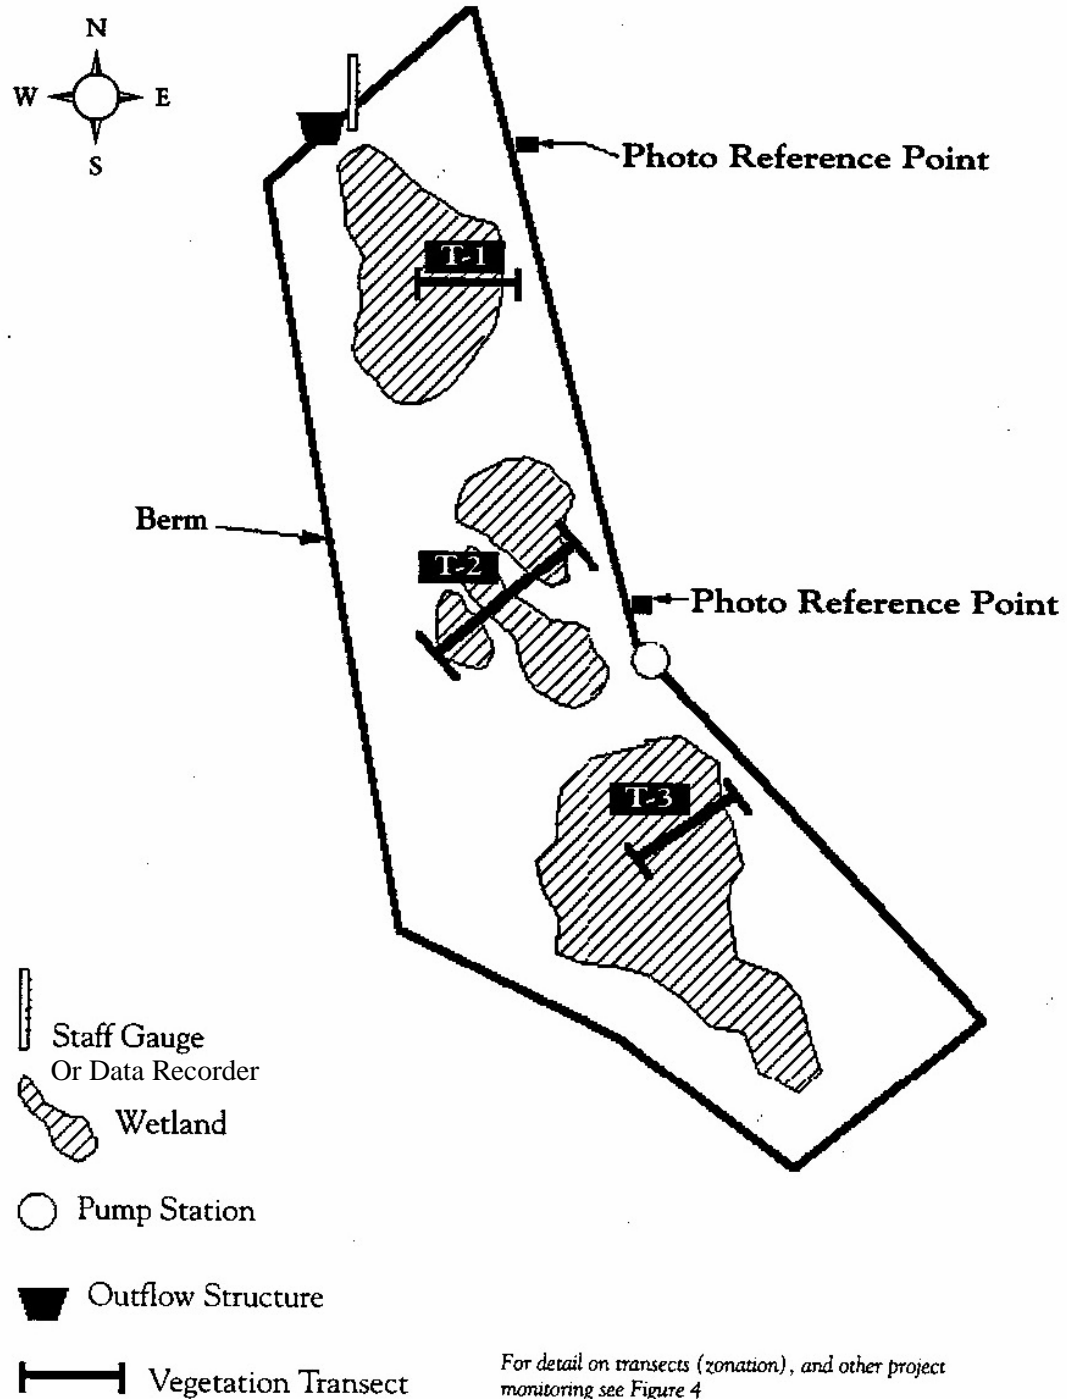 N
W E
S
Photo Reference Point
T-1
Berm
T-2
Photo Reference Point
T-3
Staff Gauge
Or Data Recorder
Wetland
Pump Station
Outflow Structure
Vegetation Transect
For detail on transects (zonation), and other project
monitoring see Figure 4